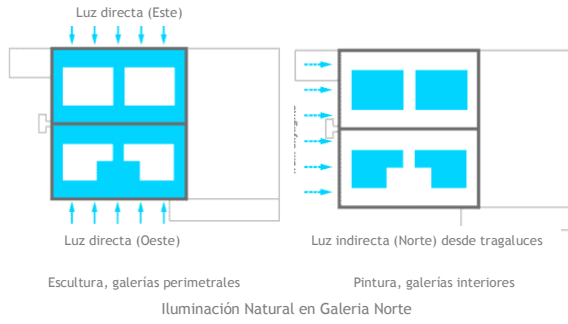 Luz directa (Este)
Luz directa (Oeste)
Luz indirecta (Norte) desde tragaluces
Escultura, galerías perimetrales
Pintura, galerías interiores
Iluminación Natural en Galeria Norte